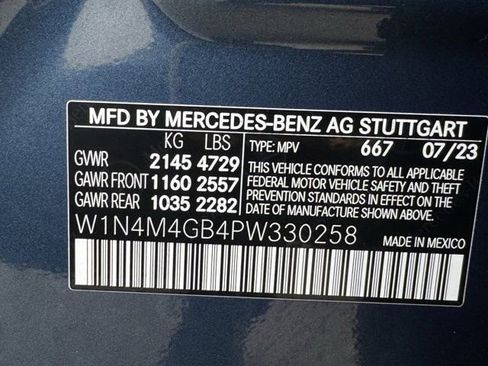 MFD BY MERCEDES-BENZ AG STUTTGART
KG LBS TYPE: MPV 667 07/23
GVWR 2145 4729
GAWR FRONT 1160 2557
GAWR REAR 1035 2282
THIS VEHICLE CONFORMS TO ALL APPLICABLE
FEDERAL MOTOR VEHICLE SAFETY AND THEFT
PREVENTION STANDARDS IN EFFECT ON THE
DATE OF MANUFACTURE SHOWN ABOVE.
W1N4M4GB4PW330258 MADE IN MEXICO